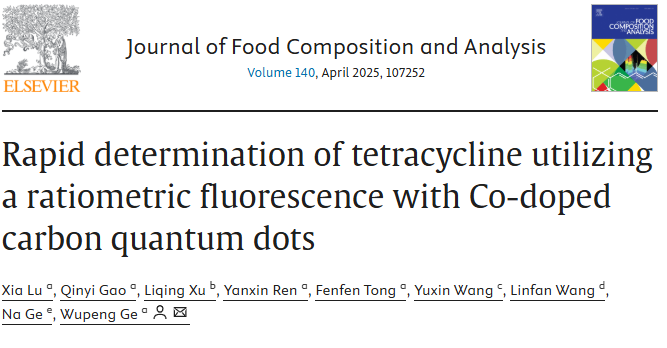 ELSEVIER
Journal of Food Composition and Analysis
Volume 140, April 2025, 107252
FOOD COMPOSITION
AND ANALYSIS
Rapid determination of tetracycline utilizing
a ratiometric fluorescence with Co-doped
carbon quantum dots
Xia Lu a, Qinyi Gao a, Liqing Xu b, Yanxin Ren a, Fenfen Tong a, Yuxin Wang c, Linfan Wang d,
Na Ge e, Wupeng Ge a